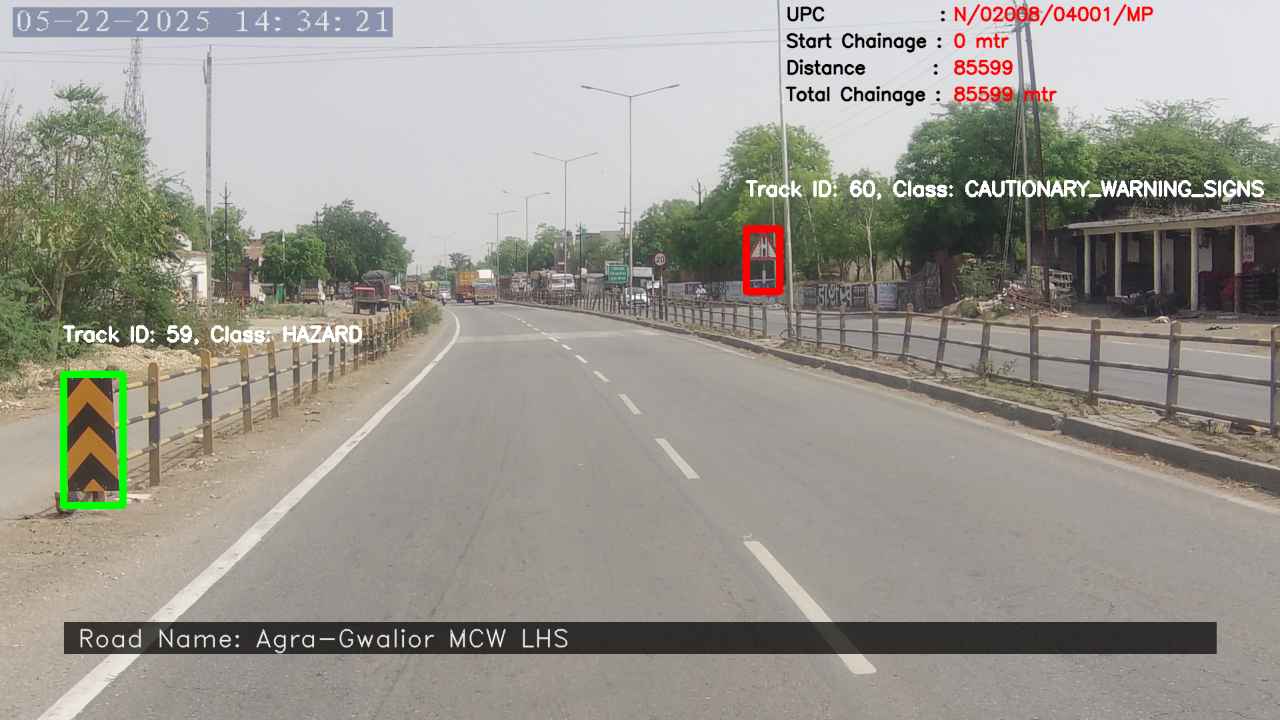 05-22-2025 14:34:21
UPC : N/02008/04001/MP
Start Chainage : 0 mtr
Distance : 85599
Total Chainage : 85599 mtr
Track ID: 60, Class: CAUTIONARY_WARNING_SIGNS
Track ID: 59, Class: HAZARD
Road Name: Agra-Gwalior MCW LHS